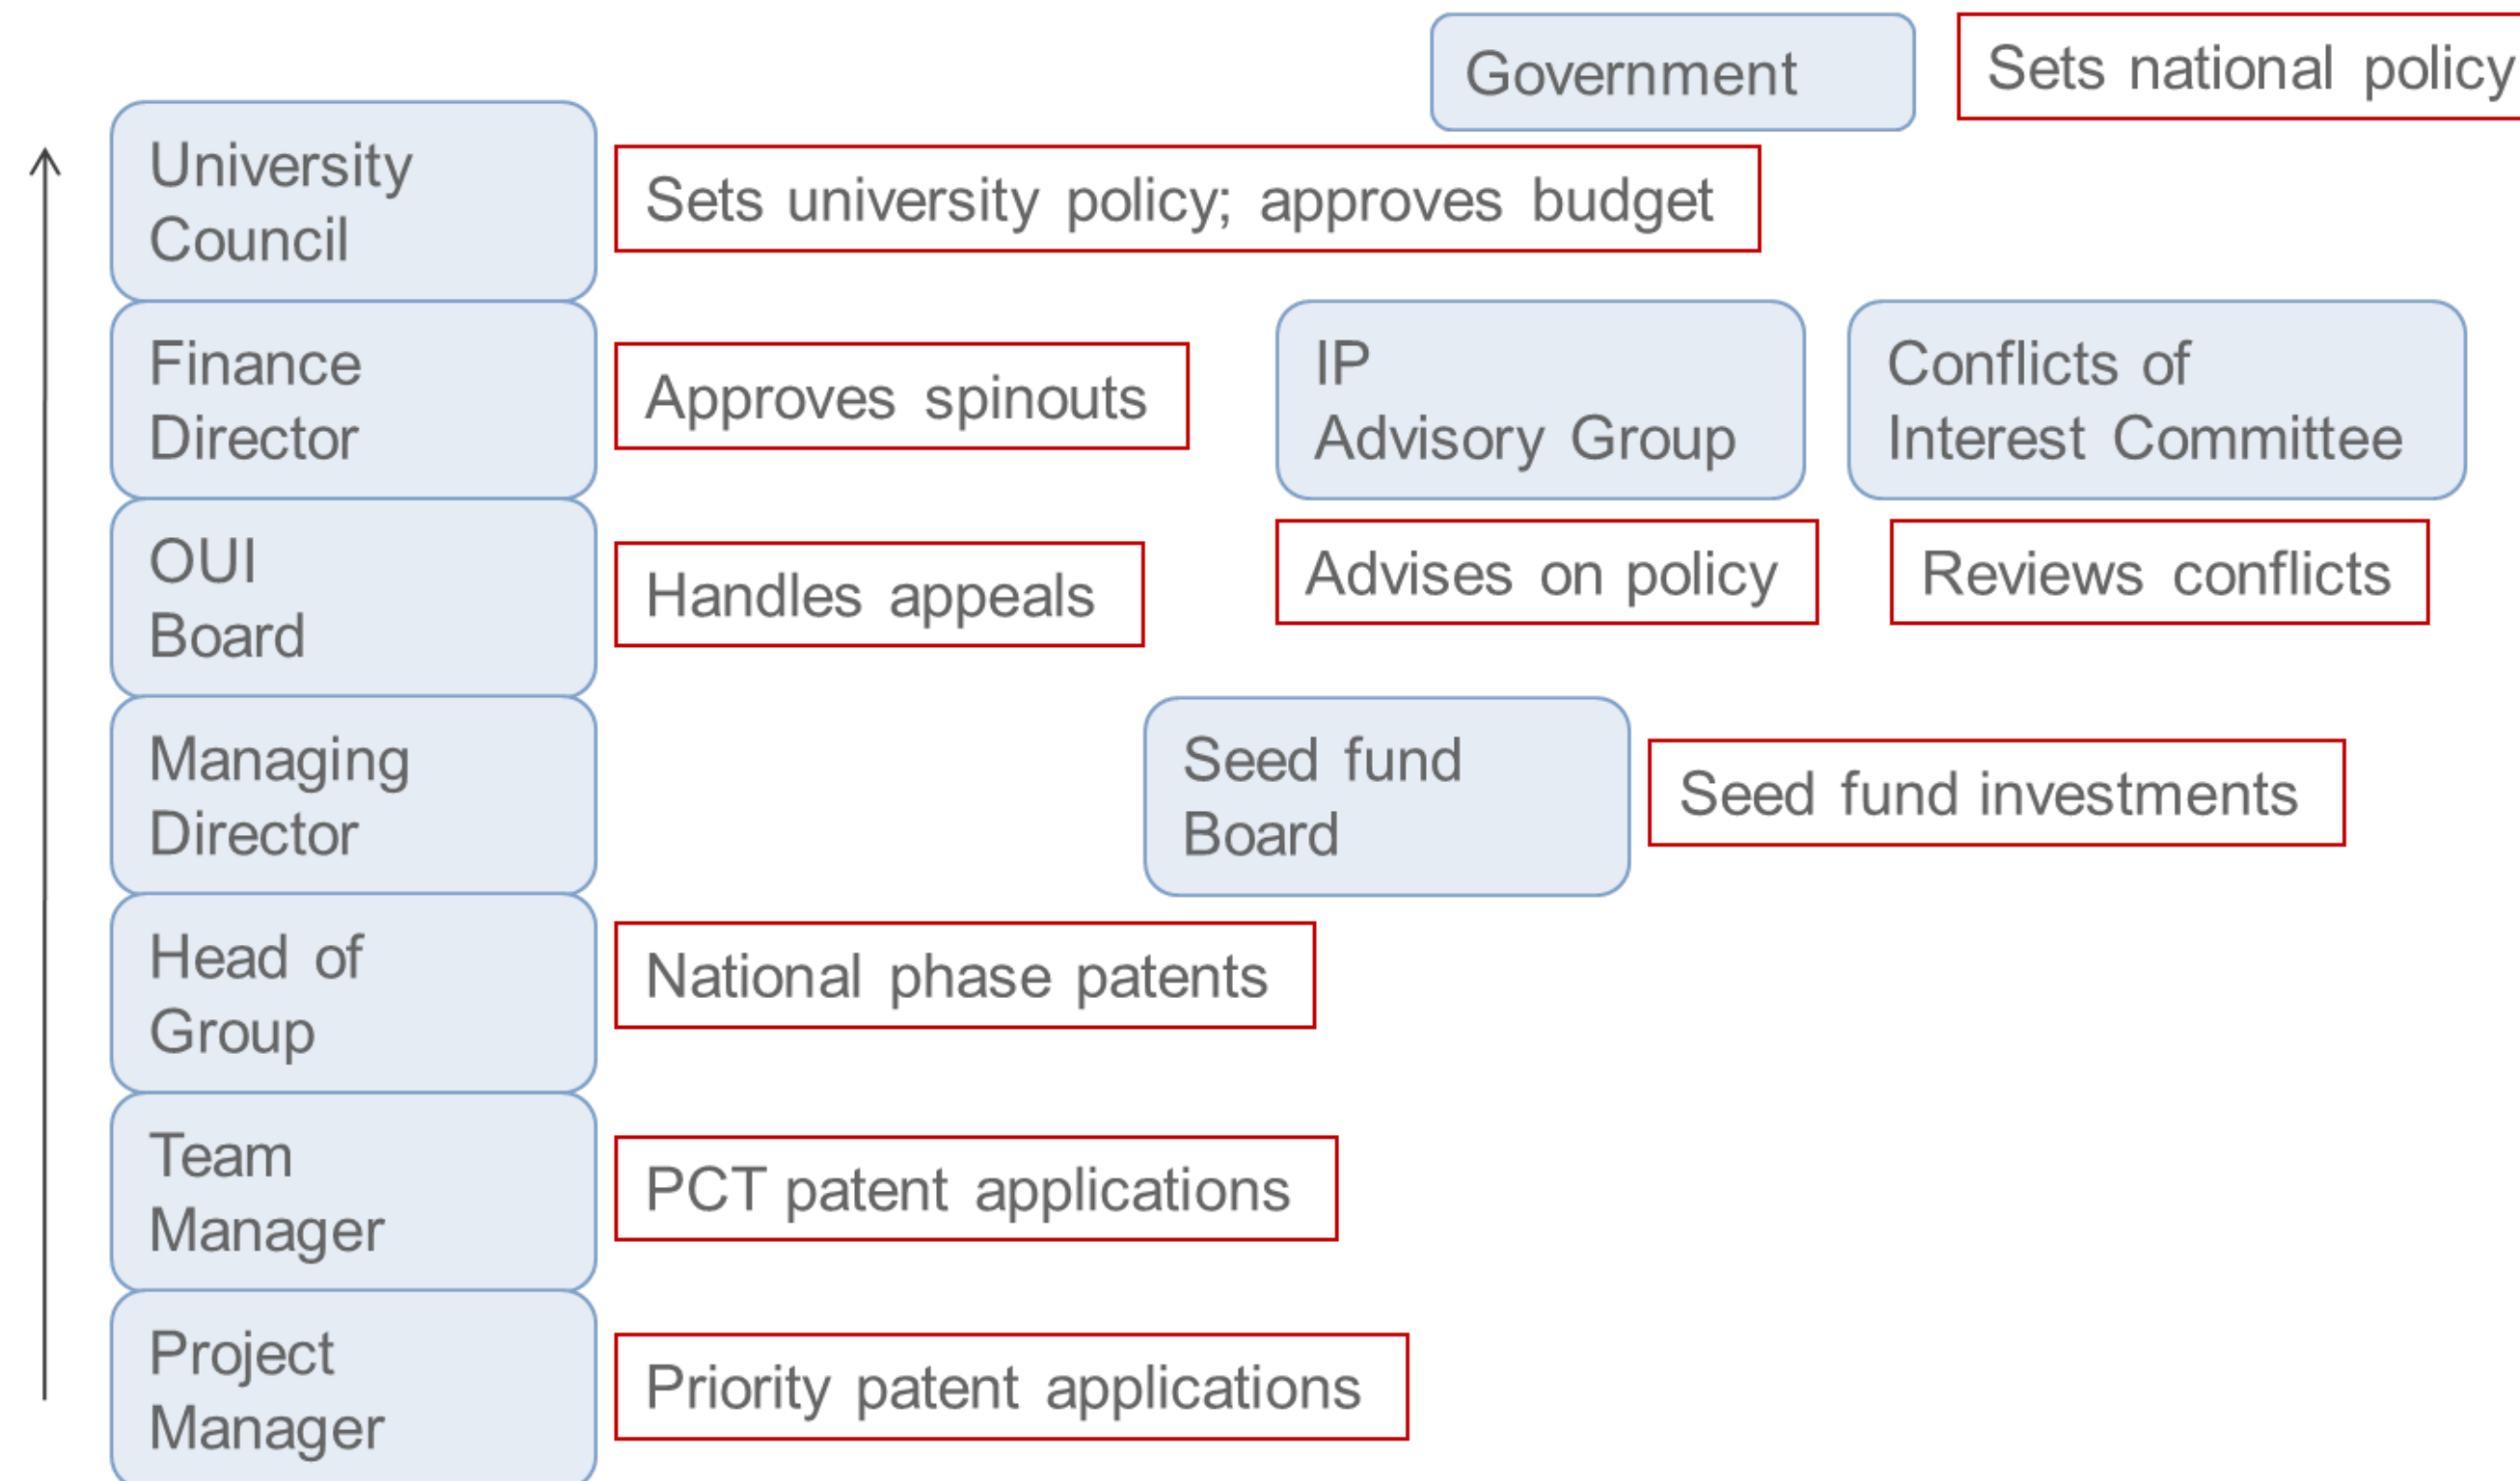 Government
Sets national policy
University
Council
Sets university policy; approves budget
Finance
Director
Approves spinouts
IP
Advisory Group
Conflicts of
Interest Committee
OUI
Board
Handles appeals
Advises on policy
Reviews conflicts
Managing
Director
Seed fund
Board
Seed fund investments
Head of
Group
National phase patents
Team
Manager
PCT patent applications
Project
Manager
Priority patent applications